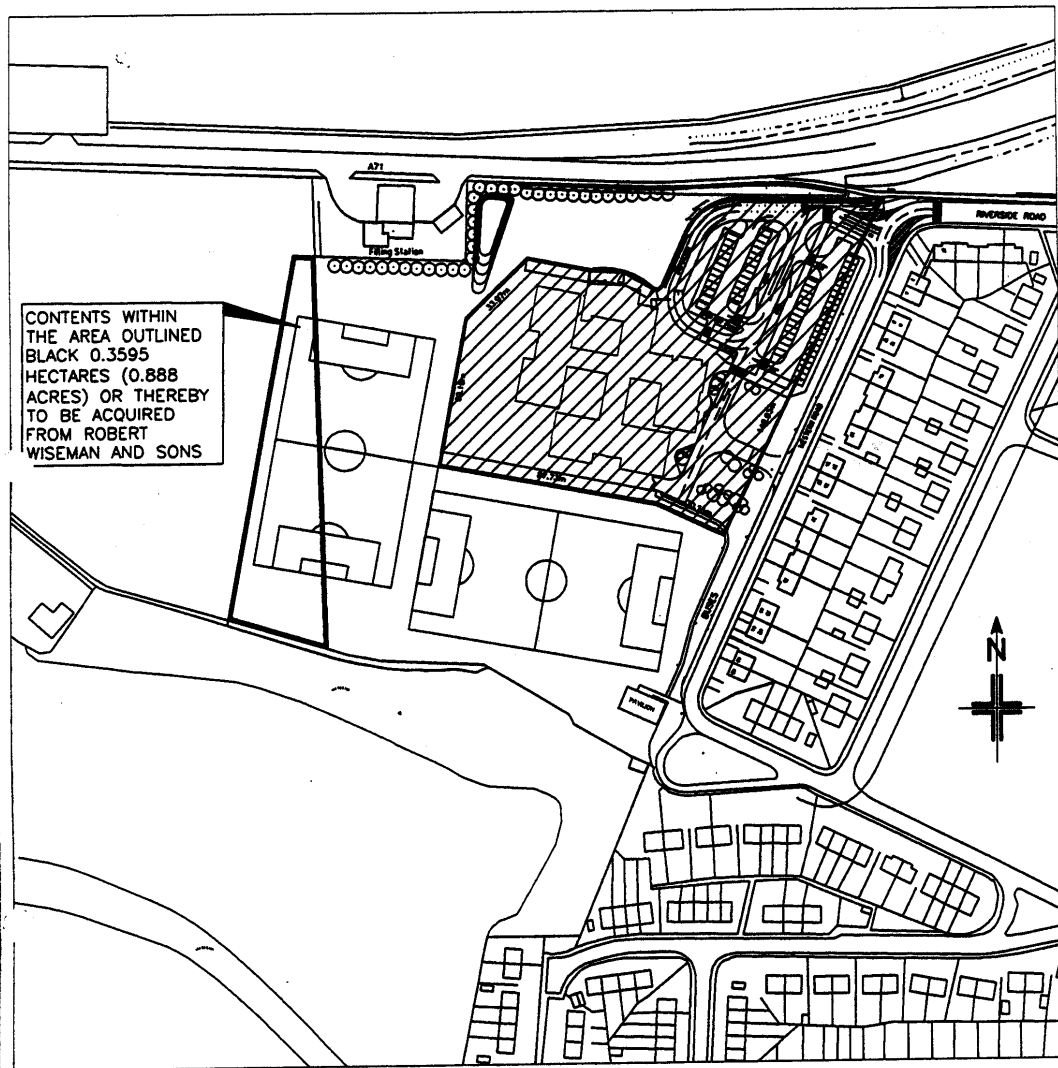 A71
RIVERSIDE ROAD
Filling Station
CONTENTS WITHIN
THE AREA OUTLINED
BLACK 0.3595
HECTARES (0.888
ACRES) OR THEREBY
TO BE ACQUIRED
FROM ROBERT
WISEMAN AND SONS
BUSES
N
PAVILION